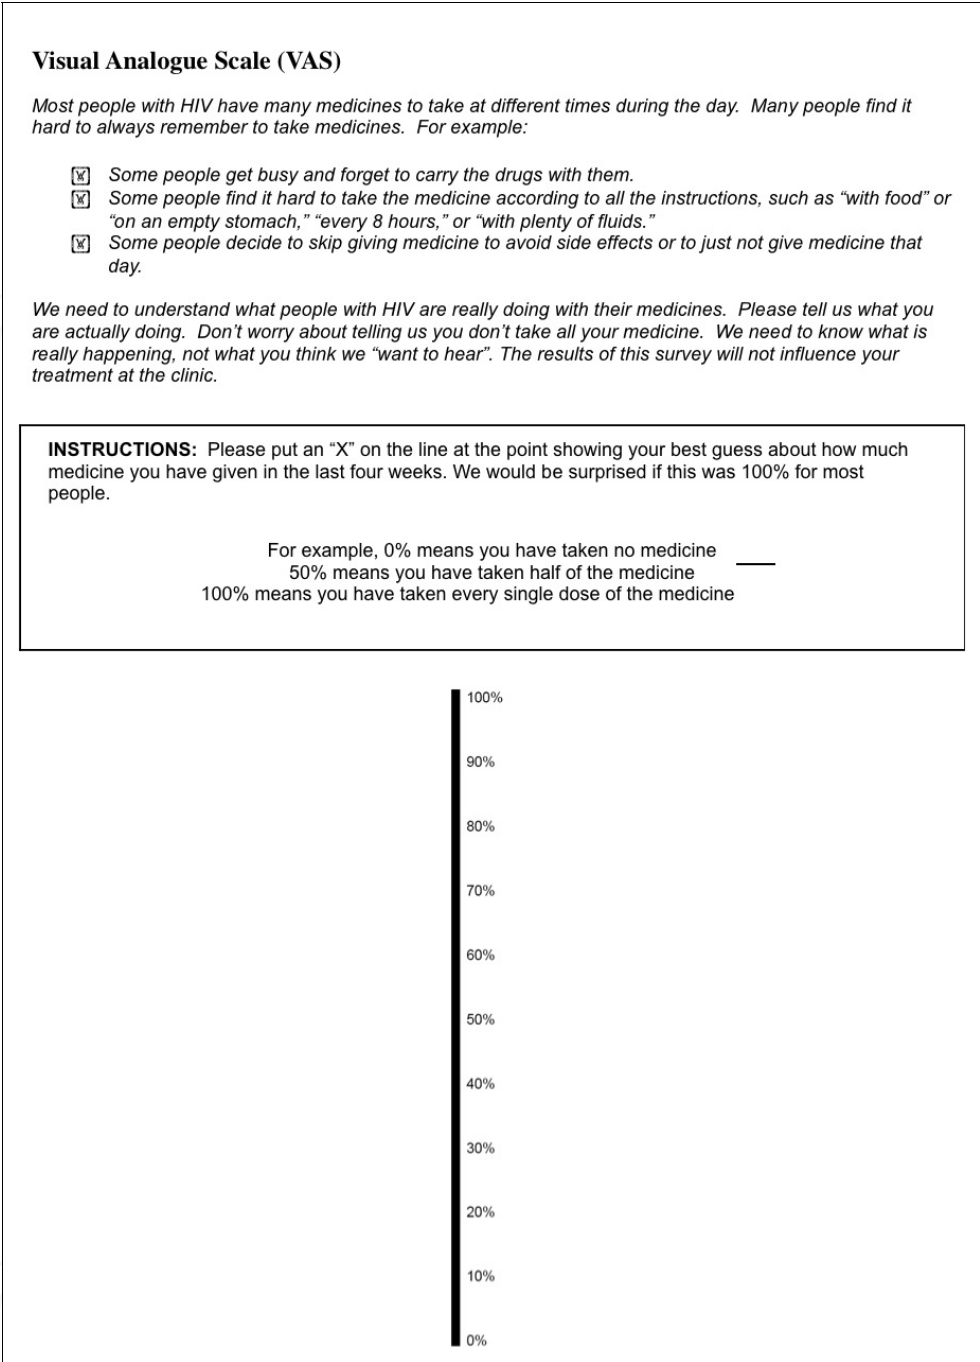 Visual Analogue Scale (VAS)
Most people with HIV have many medicines to take at different times during the day.  Many people find it
hard to always remember to take medicines.  For example:
Some people get busy and forget to carry the drugs with them.
Some people find it hard to take the medicine according to all the instructions, such as “with food” or
“on an empty stomach,” “every 8 hours,” or “with plenty of fluids.”
Some people decide to skip giving medicine to avoid side effects or to just not give medicine that
day.
We need to understand what people with HIV are really doing with their medicines.  Please tell us what you
are actually doing.  Don’t worry about telling us you don’t take all your medicine.  We need to know what is
really happening, not what you think we “want to hear”. The results of this survey will not influence your
treatment at the clinic.
INSTRUCTIONS:  Please put an “X” on the line at the point showing your best guess about how much
medicine you have given in the last four weeks. We would be surprised if this was 100% for most
people.
For example, 0% means you have taken no medicine
50% means you have taken half of the medicine
100% means you have taken every single dose of the medicine
100%
90%
80%
70%
60%
50%
40%
30%
20%
10%
0%